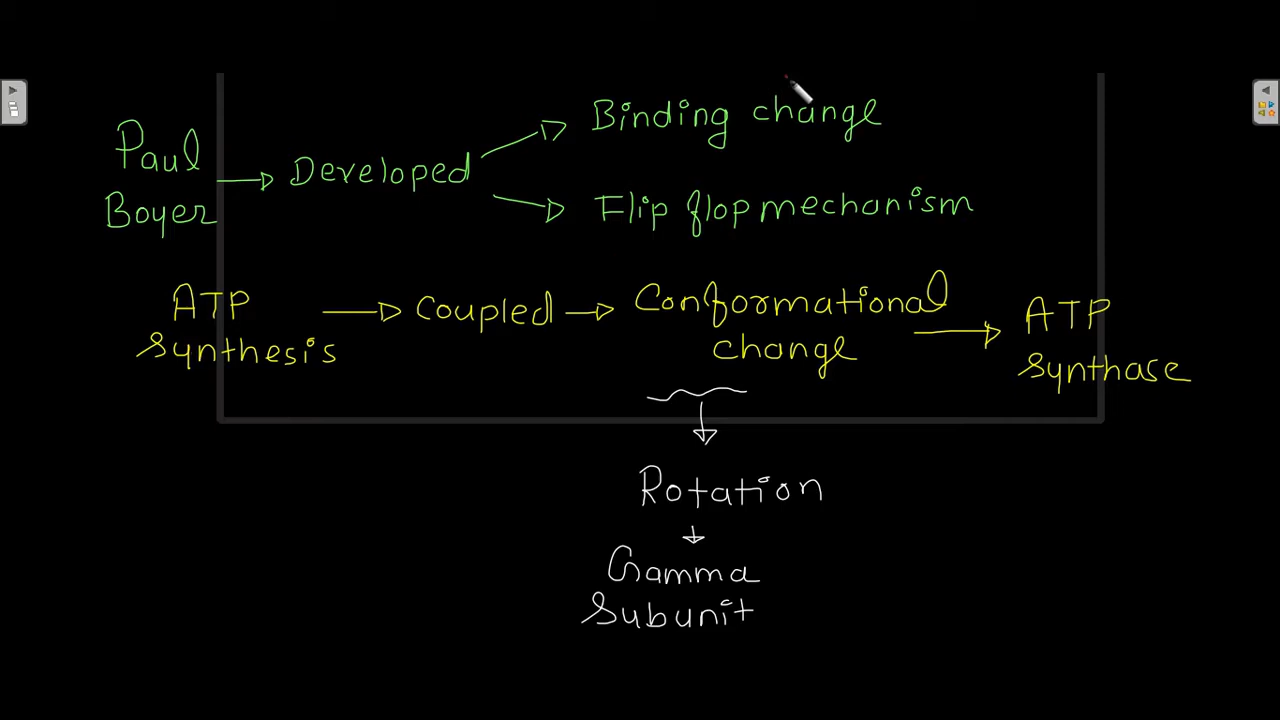 Paul
Boyer
Developed
Binding change
Flip flop mechanism
ATP
synthesis
Coupled
Conformational
change
ATP
synthase
Rotation
Gamma
subunit